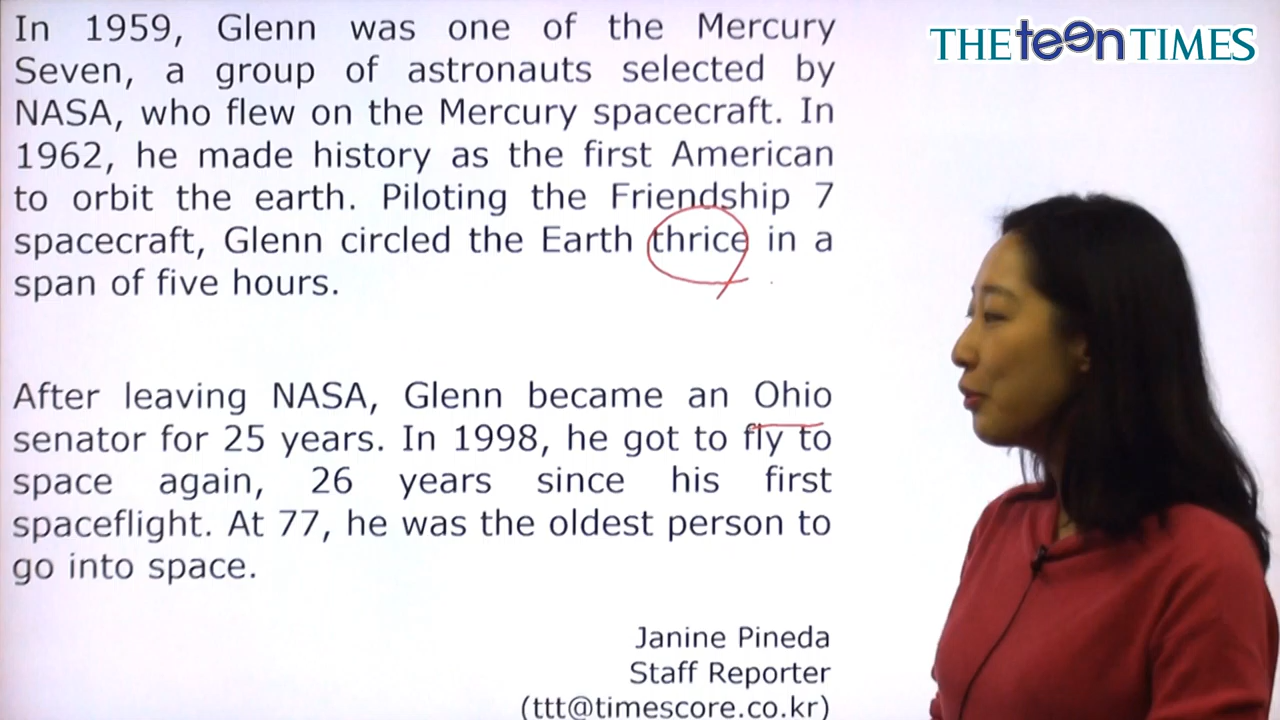 In 1959, Glenn was one of the Mercury
Seven, a group of astronauts selected by
NASA, who flew on the Mercury spacecraft. In
1962, he made history as the first American
to orbit the earth. Piloting the Friendship 7
spacecraft, Glenn circled the Earth thrice in a
span of five hours.
After leaving NASA, Glenn became an Ohio
senator for 25 years. In 1998, he got to fly to
space again, 26 years since his first
spaceflight. At 77, he was the oldest person to
go into space.
Janine Pineda
Staff Reporter
(ttt@timescore.co.kr)
THE teen TIMES